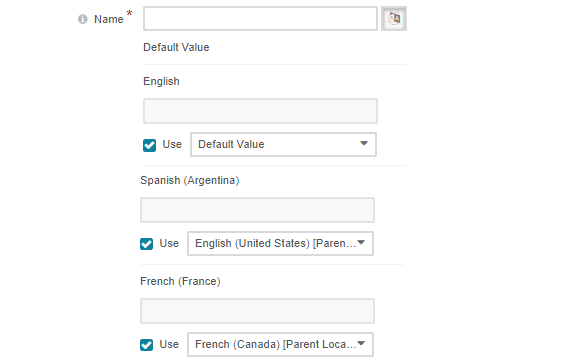 Name *
Default Value
English
Use Default Value
Spanish (Argentina)
Use English (United States) [Paren...
French (France)
Use French (Canada) [Parent Loca...